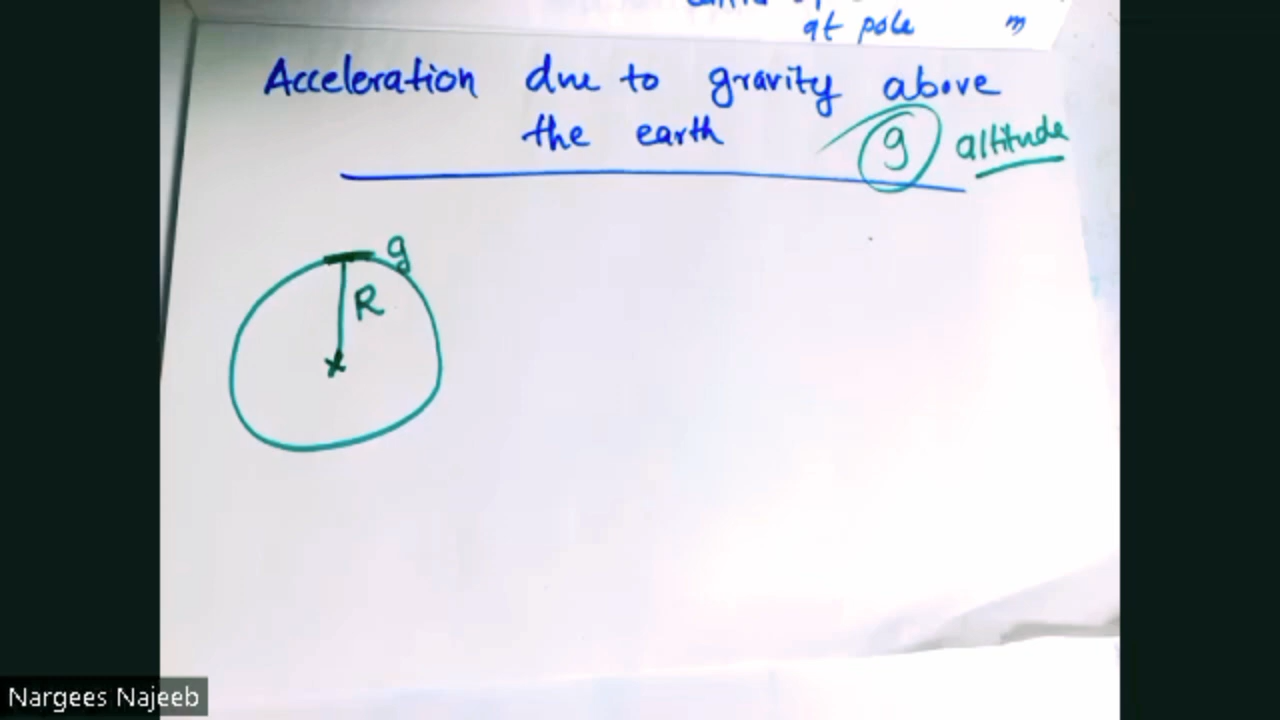 at pole m
Acceleration due to gravity above
the earth g altitude
g
R
Nargees Najeeb